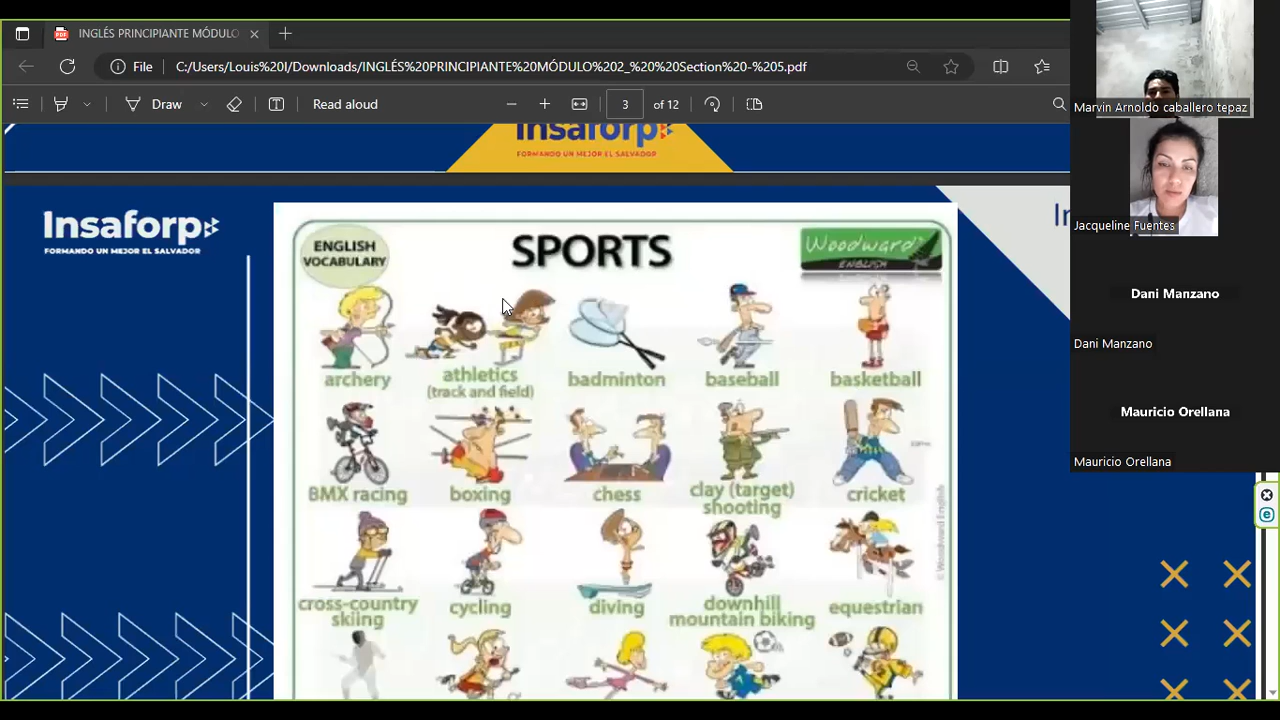 INGLÉS PRINCIPIANTE MÓDULO
File
C:/Users/Louis%20I/Downloads/INGLÉS%20PRINCIPIANTE%20MÓDULO%202_%20%20Section%20-%205.pdf
Draw
Read aloud
3
of 12
Insaforp
FORMANDO UN MEJOR EL SALVADOR
Insaforp
FORMANDO UN MEJOR EL SALVADOR
In
ENGLISH
VOCABULARY
SPORTS
Woodward
ENGLISH
archery
athletics
(track and field)
badminton
baseball
basketball
BMX racing
boxing
chess
clay (target)
shooting
cricket
cross-country
skiing
cycling
diving
downhill
mountain biking
equestrian
© Woodward English
Marvin Arnoldo caballero tepaz
Jacqueline Fuentes
Dani Manzano
Dani Manzano
Mauricio Orellana
Mauricio Orellana